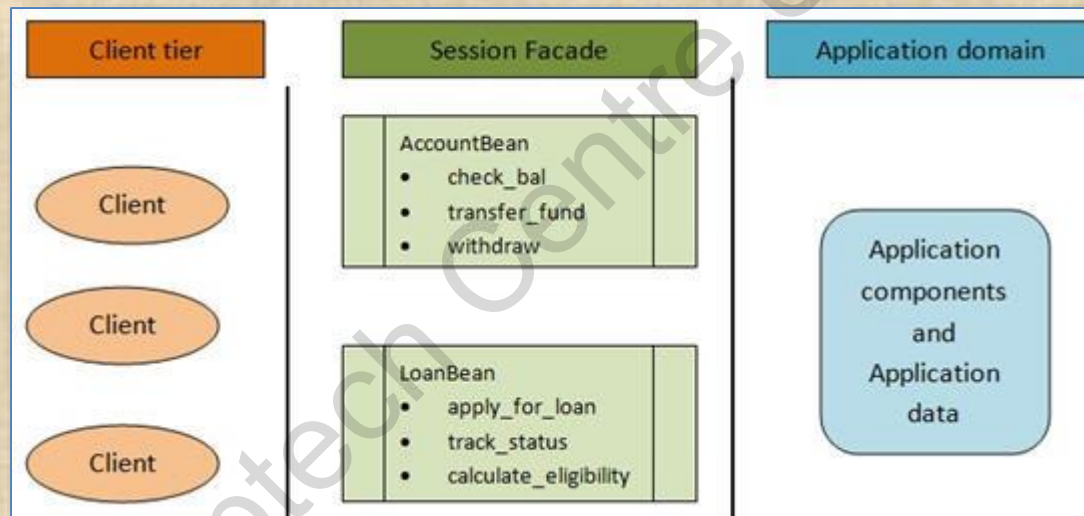 Client tier
Session Facade
Application domain
AccountBean
• check_bal
• transfer_fund
• withdraw
Client
Client
Client
LoanBean
• apply_for_loan
• track_status
• calculate_eligibility
Application
components
and
Application
data
Centre